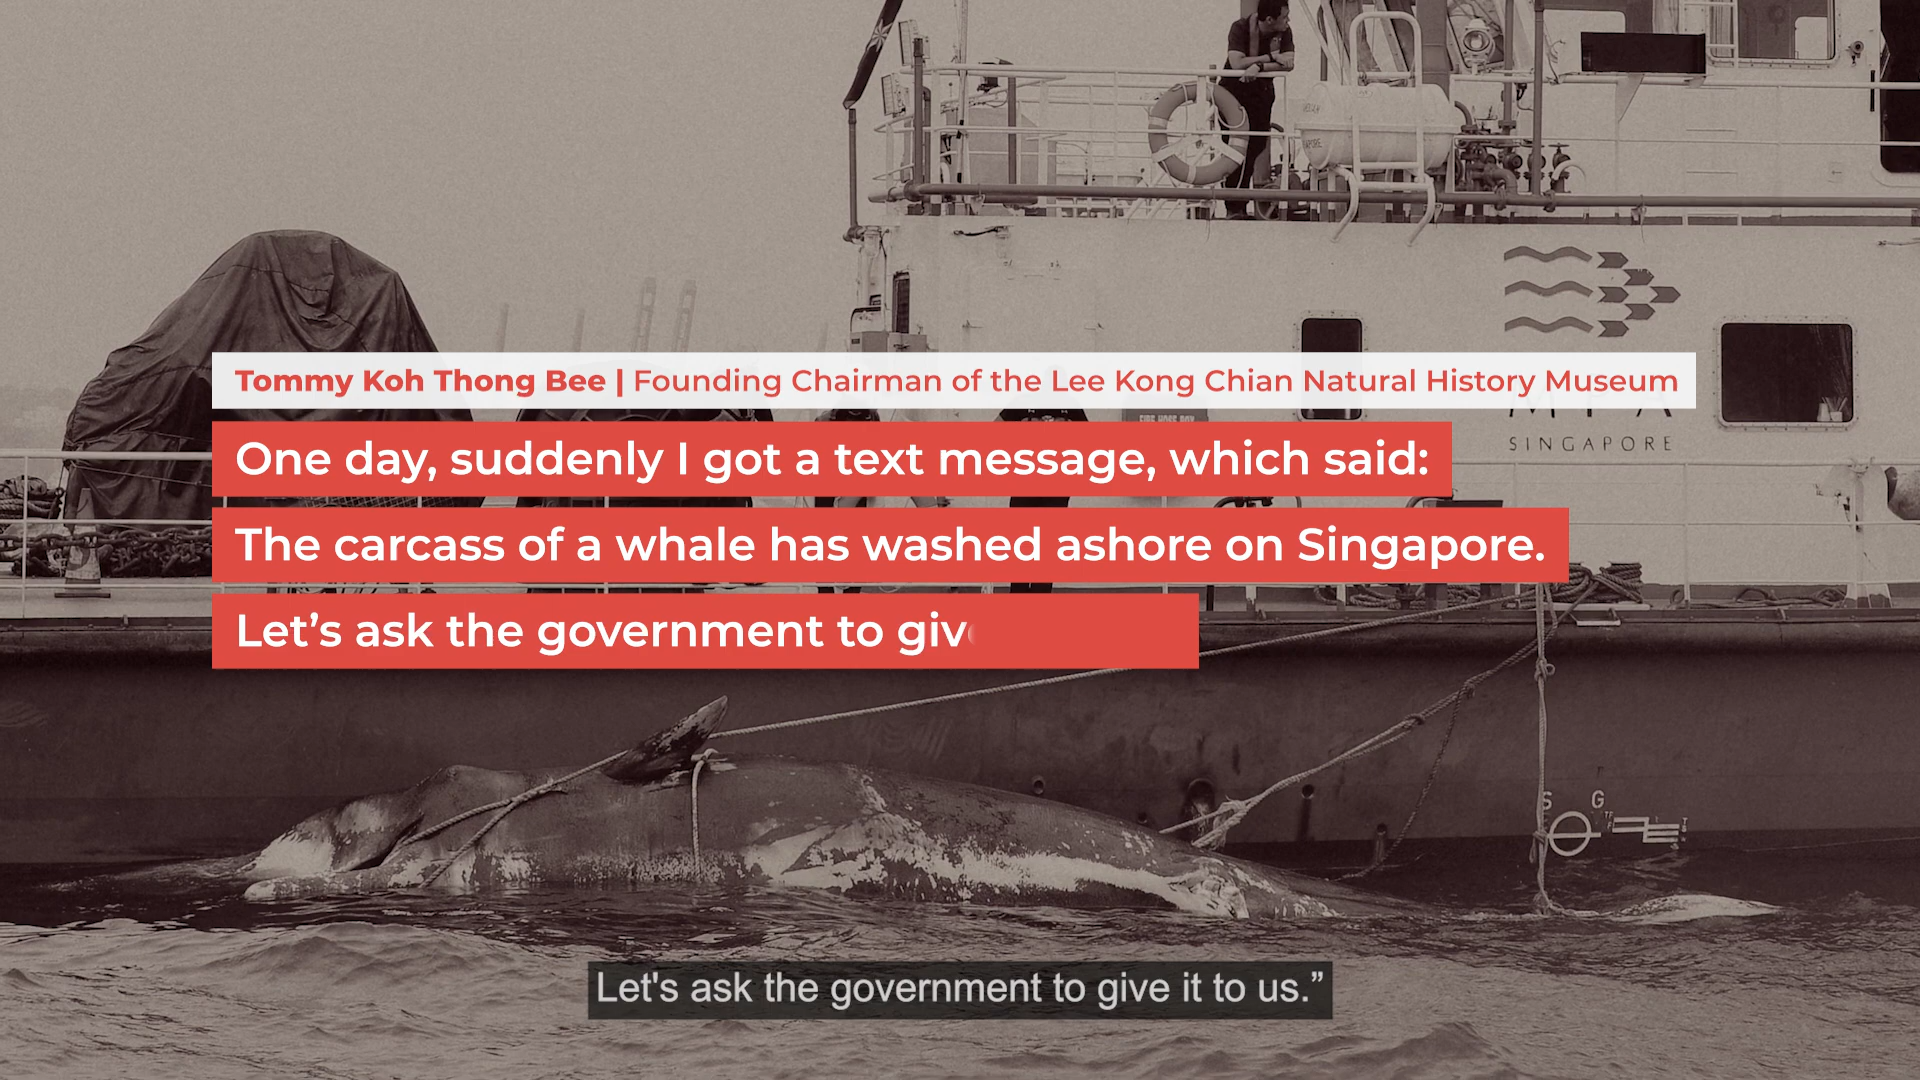 Tommy Koh Thong Bee | Founding Chairman of the Lee Kong Chian Natural History Museum
SINGAPORE
One day, suddenly I got a text message, which said:
The carcass of a whale has washed ashore on Singapore.
Let’s ask the government to giv
S G
Let's ask the government to give it to us.”